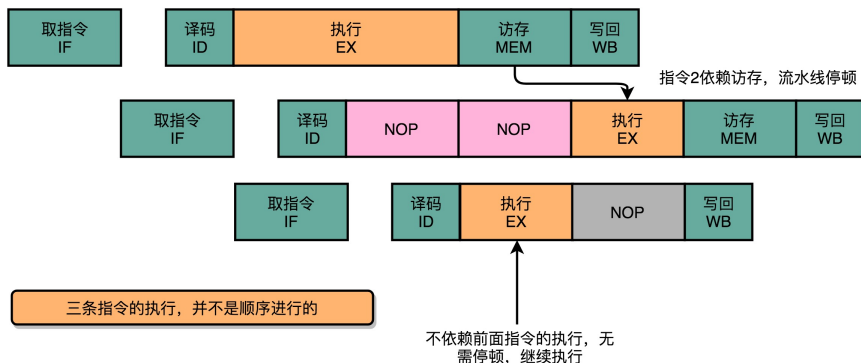 取指令
IF
译码
ID
执行
EX
访存
MEM
写回
WB
指令2依赖访存，流水线停顿
取指令
IF
译码
ID
NOP
NOP
执行
EX
访存
MEM
写回
WB
取指令
IF
译码
ID
执行
EX
NOP
写回
WB
三条指令的执行，并不是顺序进行的
不依赖前面指令的执行，无
需停顿，继续执行